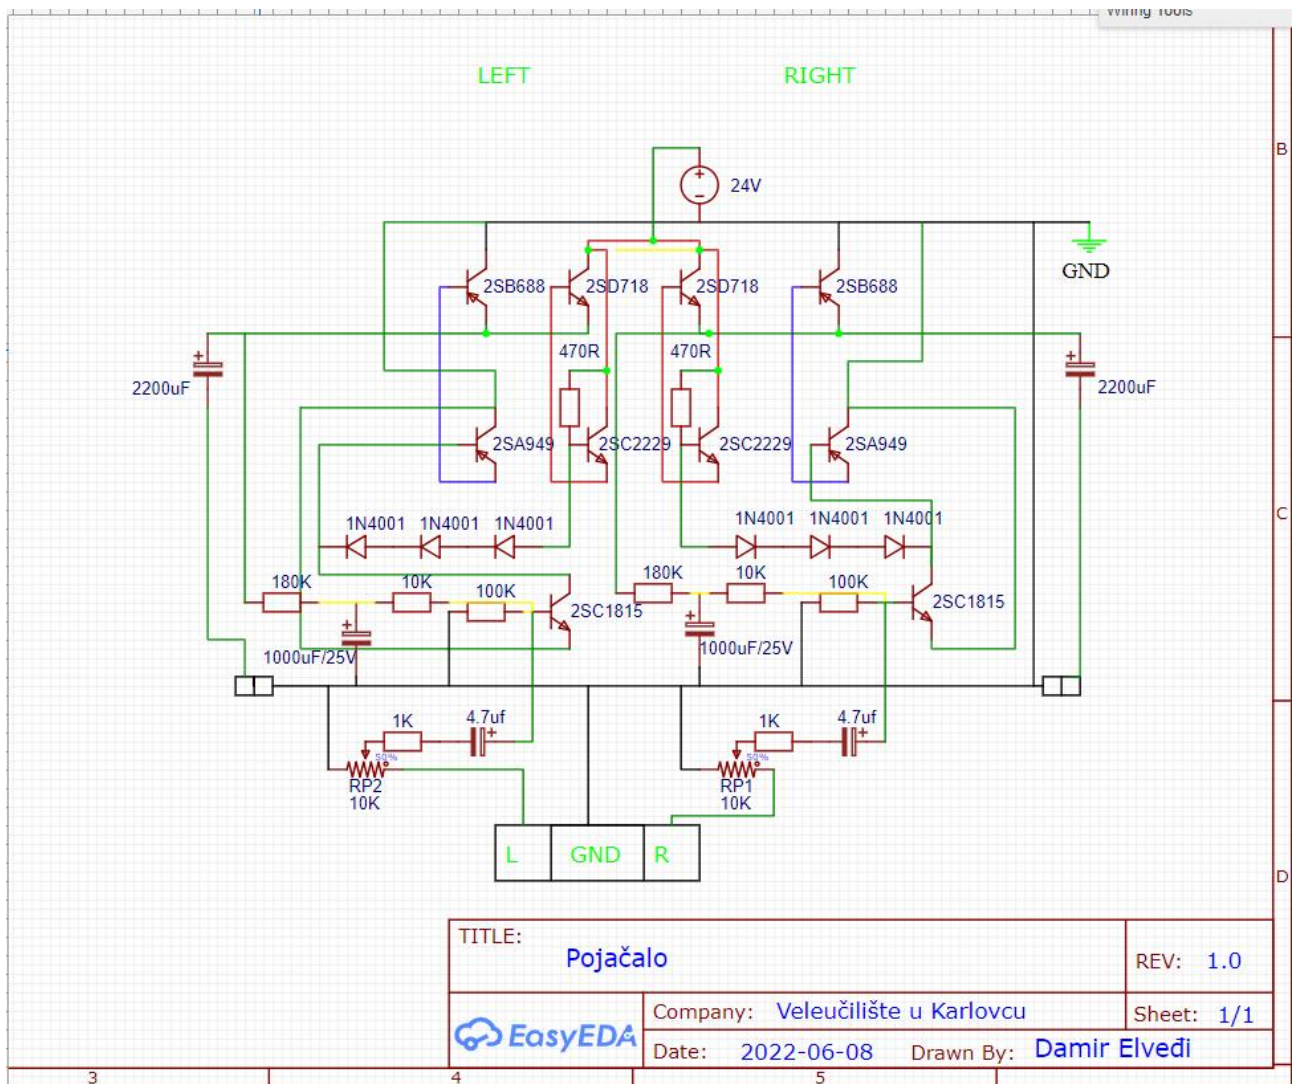 Wiring Tools
LEFT
RIGHT
24V
B
GND
2SB688
2SD718
2SD718
2SB688
470R
470R
2200uF
2200uF
2SA949
2SC2229
2SC2229
2SA949
C
1N4001
1N4001
1N4001
1N4001
1N4001
1N4001
180K
10K
100K
2SC1815
180K
10K
100K
2SC1815
1000uF/25V
1000uF/25V
1K
4.7uf
1K
4.7uf
50%
50%
RP2
10K
RP1
10K
L
GND
R
D
TITLE:
Pojačalo
REV: 1.0
EasyEDA
Company: Veleučilište u Karlovcu
Sheet: 1/1
Date: 2022-06-08
Drawn By: Damir Elveđi
3
4
5